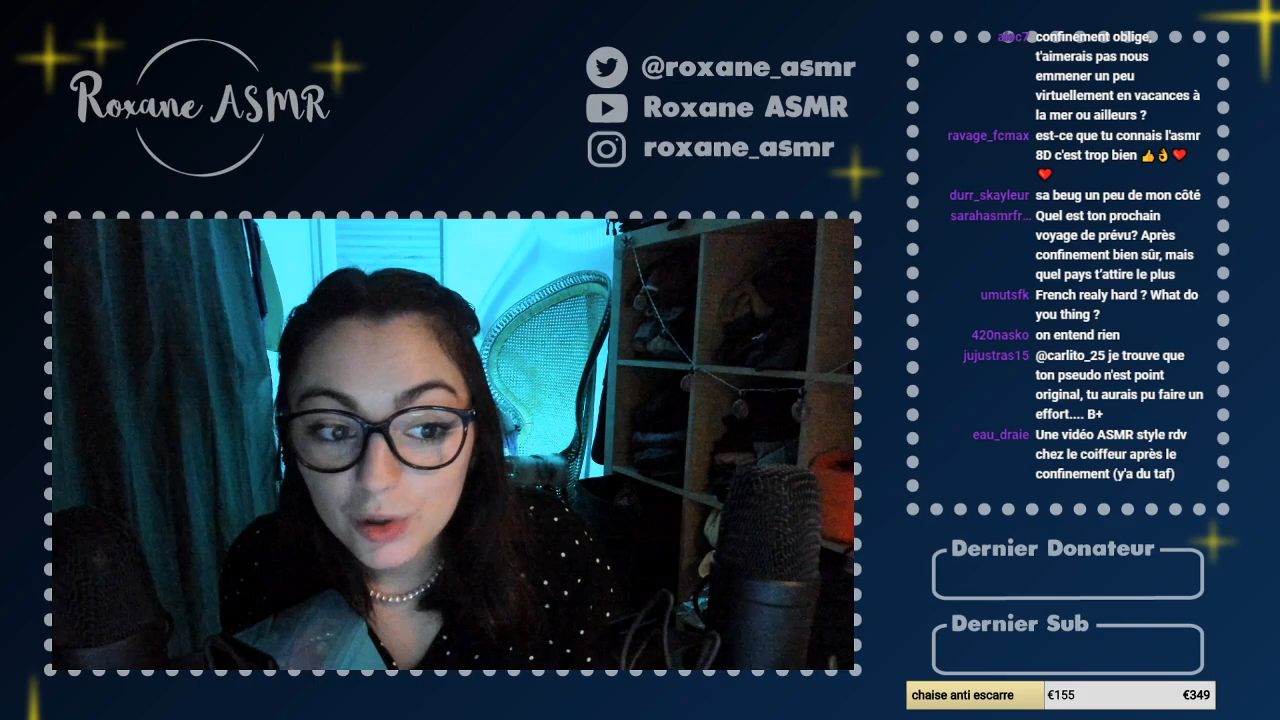 Roxane ASMR
@roxane_asmr
Roxane ASMR
roxane_asmr
confinement oblige,
t'aimerais pas nous
emmener un peu
virtuellement en vacances à
la mer ou ailleurs ?
ravage_fcmax est-ce que tu connais l'asmr
8D c'est trop bien 👍👌❤️
❤️
durr_skayleur sa beug un peu de mon côté
sarahasmrfr... Quel est ton prochain
voyage de prévu? Après
confinement bien sûr, mais
quel pays t'attire le plus
umutsfk French realy hard ? What do
you thing ?
420nasko on entend rien
jujustras15 @carlito_25 je trouve que
ton pseudo n'est point
original, tu aurais pu faire un
effort.... B+
eau_draie Une vidéo ASMR style rdv
chez le coiffeur après le
confinement (y'a du taf)
Dernier Donateur
Dernier Sub
chaise anti escarre €155 €349